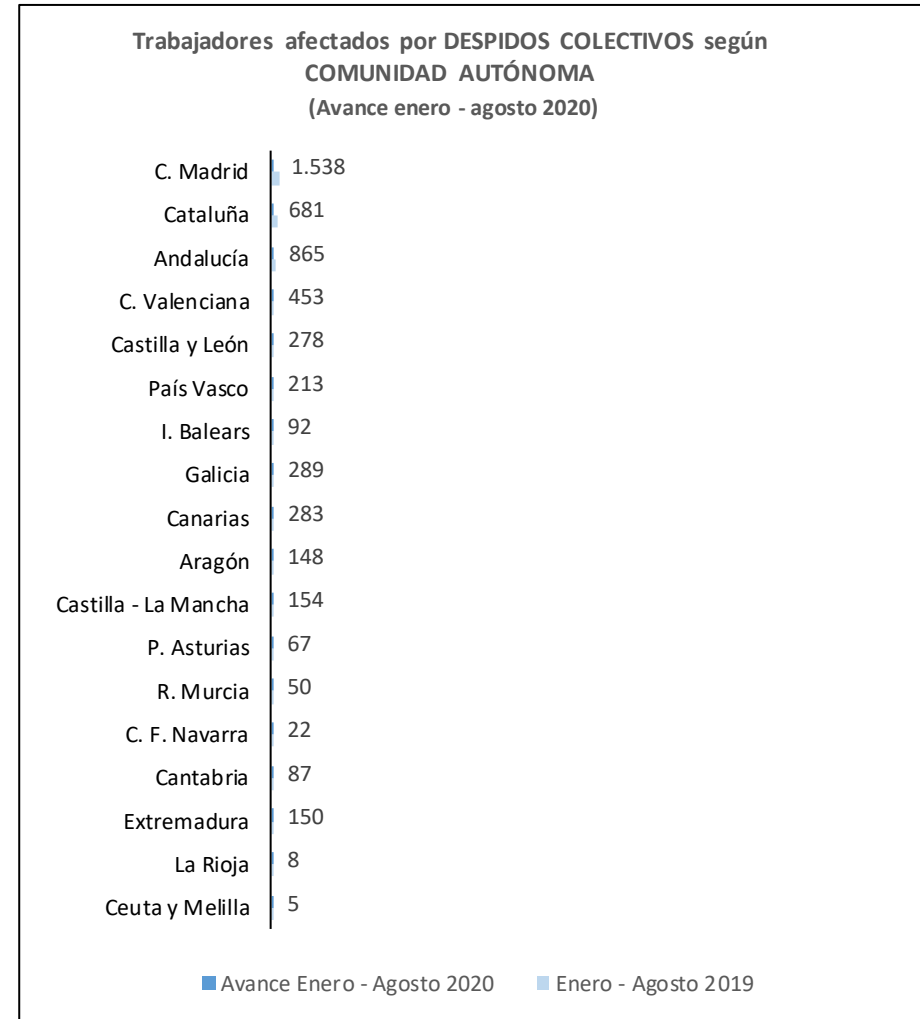 Trabajadores afectados por DESPIDOS COLECTIVOS según
COMUNIDAD AUTÓNOMA
(Avance enero - agosto 2020)
C. Madrid 1.538
Cataluña 681
Andalucía 865
C. Valenciana 453
Castilla y León 278
País Vasco 213
I. Balears 92
Galicia 289
Canarias 283
Aragón 148
Castilla - La Mancha 154
P. Asturias 67
R. Murcia 50
C. F. Navarra 22
Cantabria 87
Extremadura 150
La Rioja 8
Ceuta y Melilla 5
Avance Enero - Agosto 2020 Enero - Agosto 2019